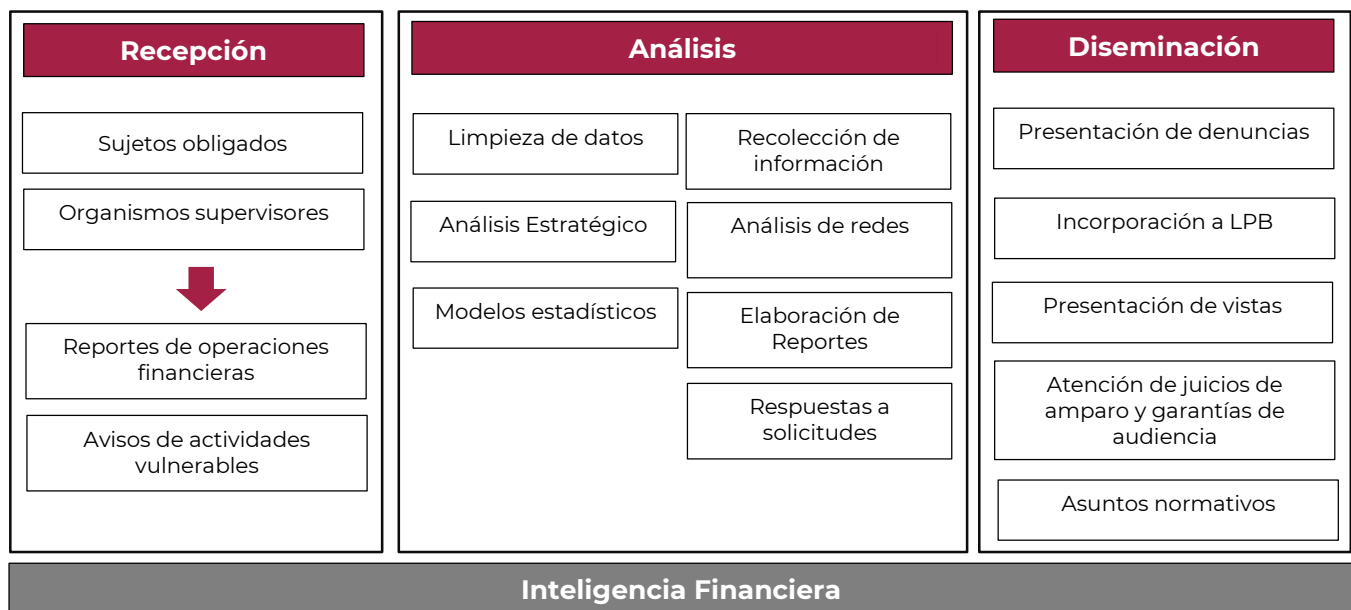 Recepción
Sujetos obligados
Organismos supervisores
Reportes de operaciones
financieras
Avisos de actividades
vulnerables
Análisis
Limpieza de datos
Análisis Estratégico
Modelos estadísticos
Recolección de
información
Análisis de redes
Elaboración de
Reportes
Respuestas a
solicitudes
Diseminación
Presentación de denuncias
Incorporación a LPB
Presentación de vistas
Atención de juicios de
amparo y garantías de
audiencia
Asuntos normativos
Inteligencia Financiera